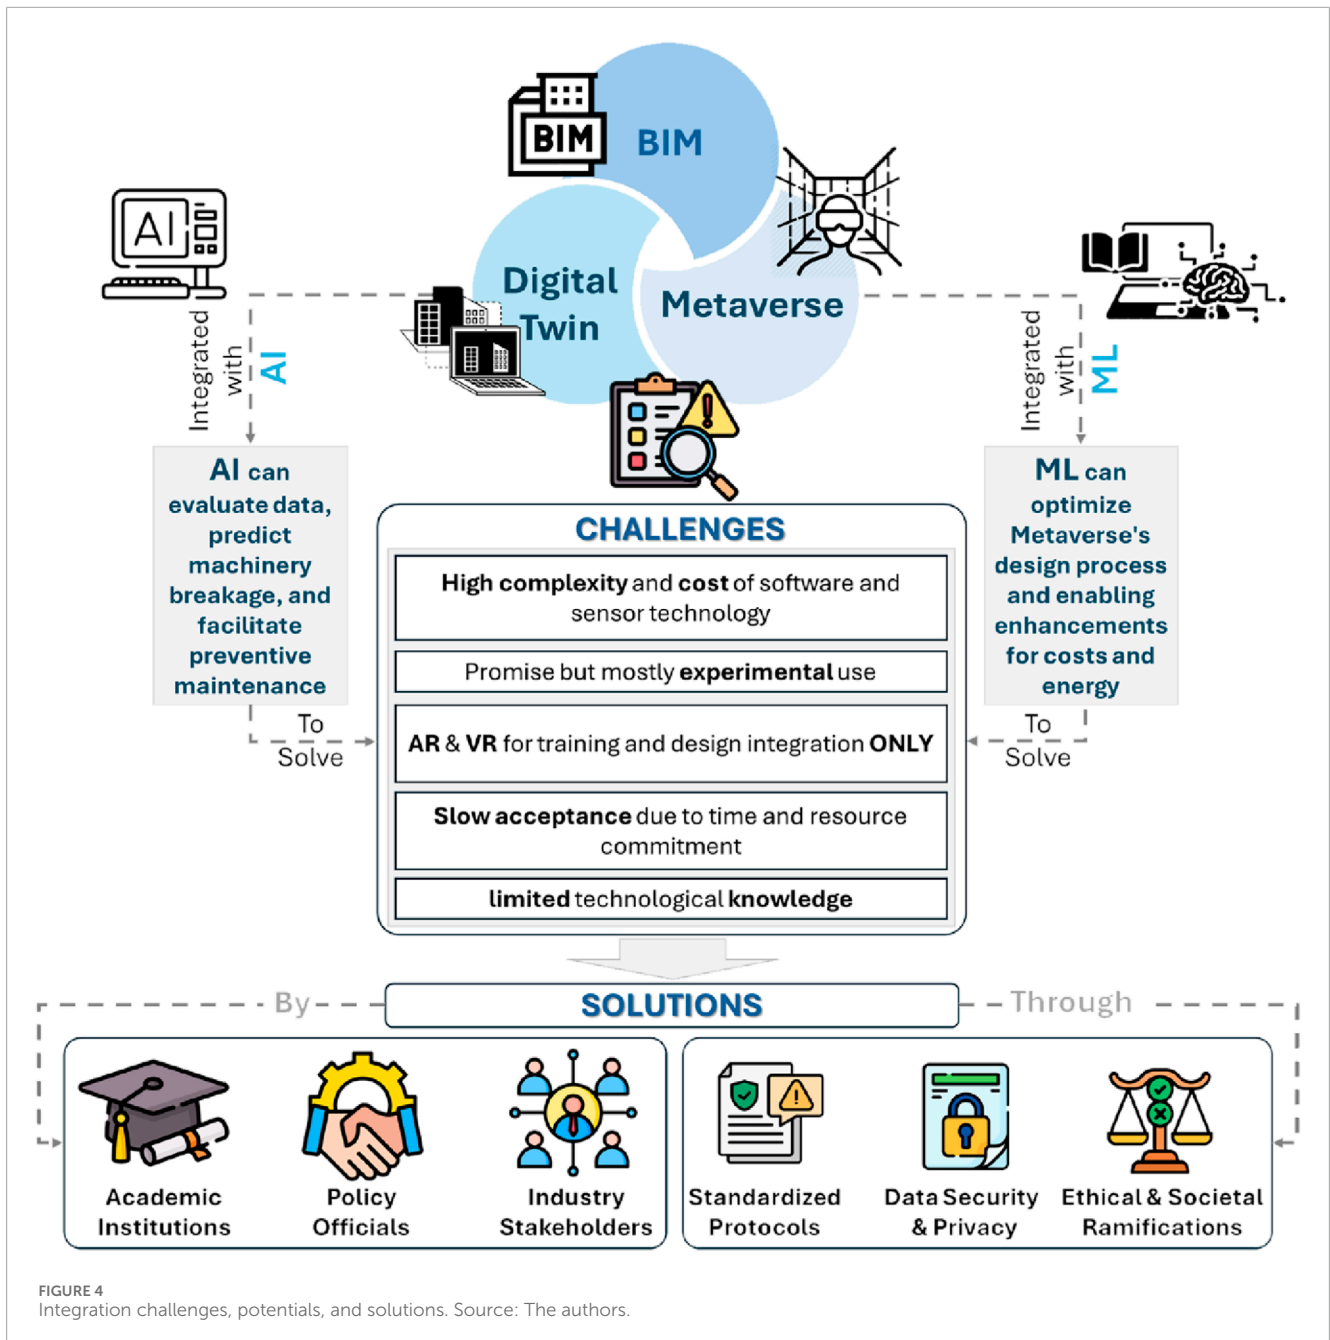 BIM
BIM
AI
Digital
Twin
Metaverse
Integrated
with
AI
Integrated
with
ML
AI can
evaluate data,
predict
machinery
breakage, and
facilitate
preventive
maintenance
ML can
optimize
Metaverse's
design process
and enabling
enhancements
for costs and
energy
To
Solve
To
Solve
CHALLENGES
High complexity and cost of software and
sensor technology
Promise but mostly experimental use
AR & VR for training and design integration ONLY
Slow acceptance due to time and resource
commitment
limited technological knowledge
By
SOLUTIONS
Through
Academic
Institutions
Policy
Officials
Industry
Stakeholders
Standardized
Protocols
Data Security
& Privacy
Ethical & Societal
Ramifications
FIGURE 4
Integration challenges, potentials, and solutions. Source: The authors.